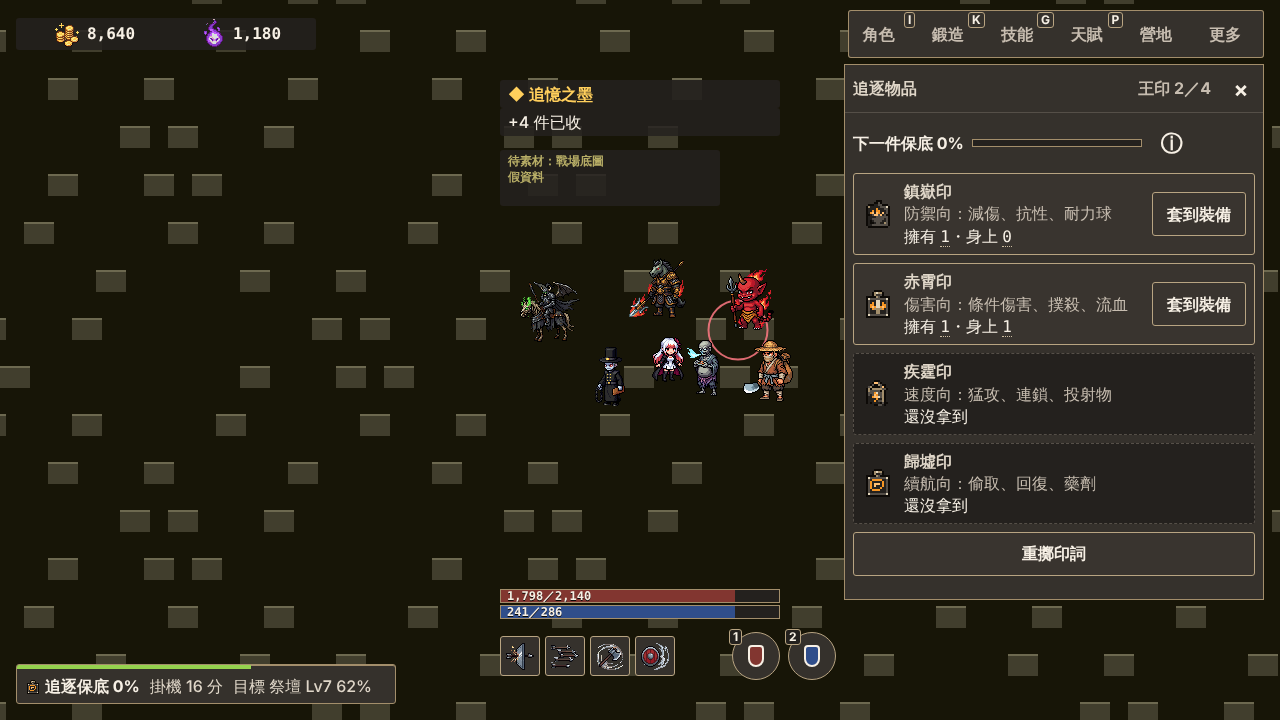 8,640
1,180
角色 I
鍛造 K
技能 G
天賦 P
營地
更多
◆ 追憶之墨
+4 件已收
待素材：戰場底圖
假資料
追逐物品
王印 2／4 ×
下一件保底 0%
鎮嶽印
防禦向：減傷、抗性、耐力球
擁有 1・身上 0
套到裝備
赤霄印
傷害向：條件傷害、撲殺、流血
擁有 1・身上 1
套到裝備
疾霆印
速度向：猛攻、連鎖、投射物
還沒拿到
歸墟印
續航向：偷取、回復、藥劑
還沒拿到
重擲印詞
1,798／2,140
241／286
1
2
追逐保底 0% 掛機 16 分 目標 祭壇 Lv7 62%